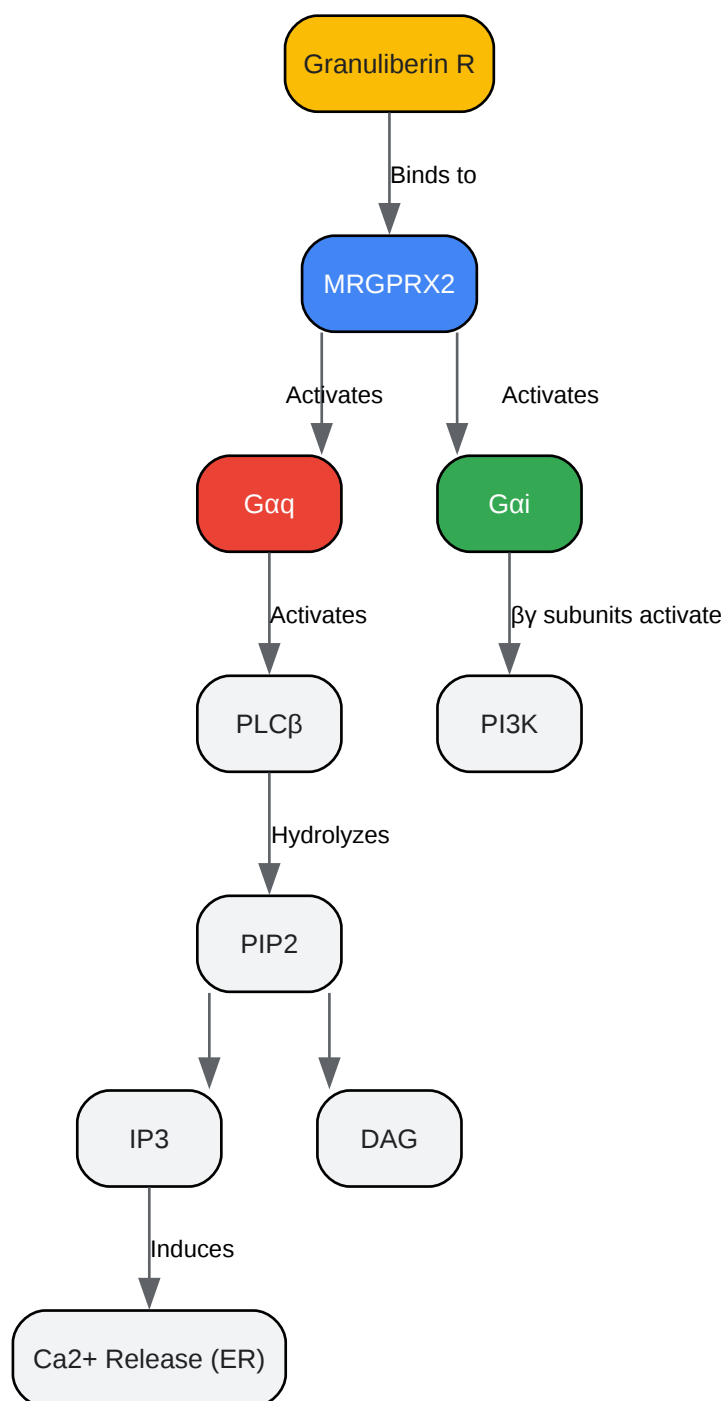 Granuliberin R
Binds to
MRGPRX2
Activates
Activates
Gαq
Gαi
Activates
βγ subunits activate
PLCβ
PI3K
Hydrolyzes
PIP2
IP3
DAG
Induces
Ca2+ Release (ER)